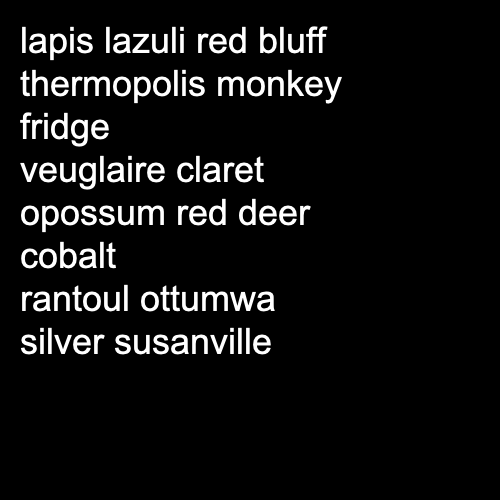 lapis lazuli red bluff
thermopolis monkey
fridge
veuglaire claret
opossum red deer
cobalt
rantoul ottumwa
silver susanville